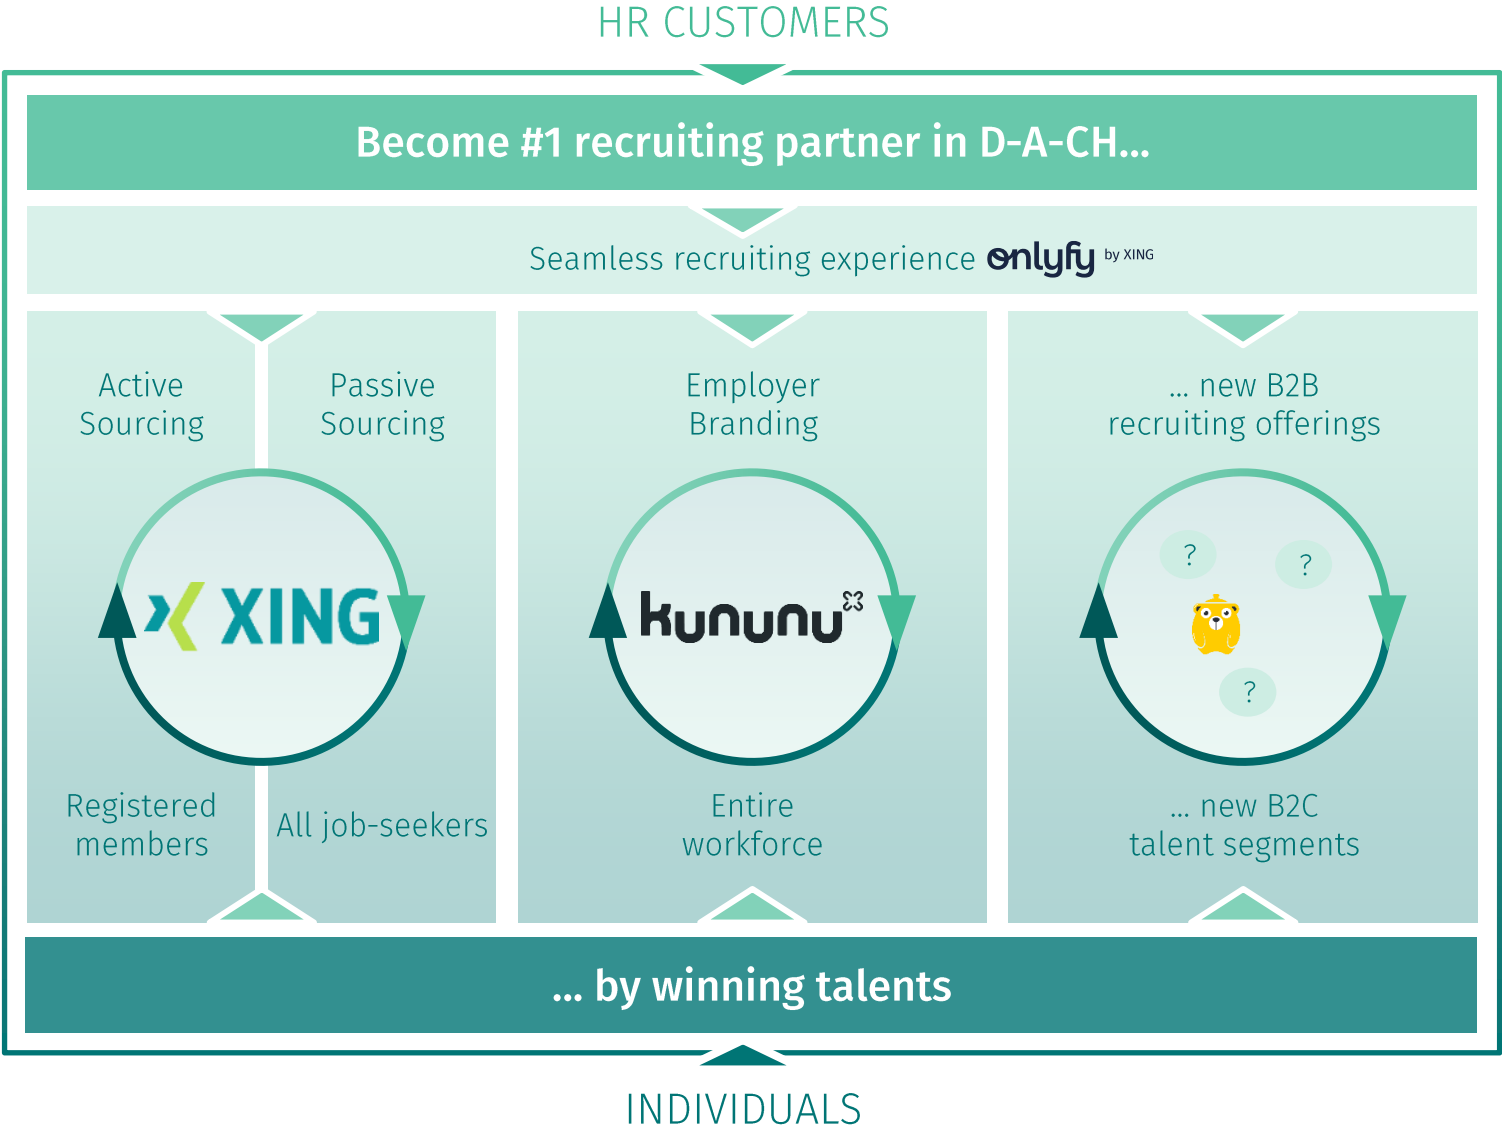 HR CUSTOMERS
Become #1 recruiting partner in D-A-CH...
Seamless recruiting experience onlyfy by XING
Active
Sourcing
Passive
Sourcing
XING
Registered
members
All job-seekers
Employer
Branding
kununu
Entire
workforce
... new B2B
recruiting offerings
?
?
?
... new B2C
talent segments
... by winning talents
INDIVIDUALS